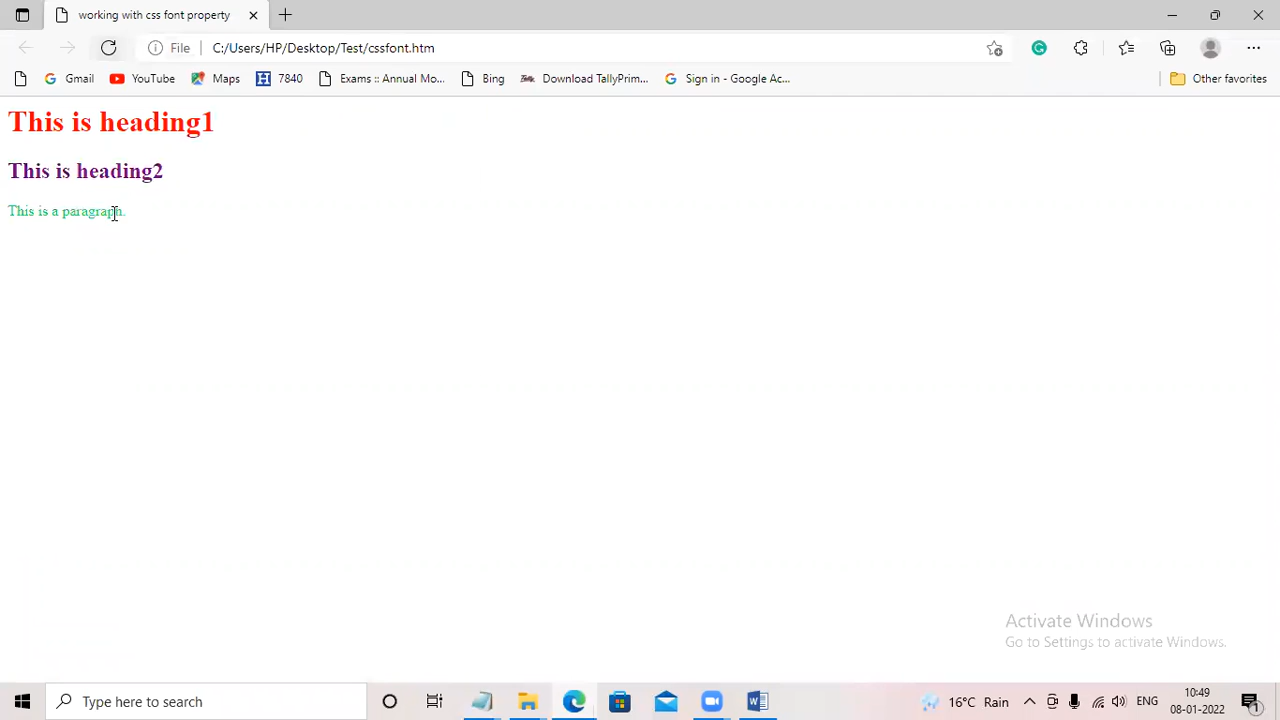 working with css font property
File
C:/Users/HP/Desktop/Test/cssfont.htm
Gmail
YouTube
Maps
7840
Exams :: Annual Mo...
Bing
Download TallyPrim...
Sign in - Google Ac...
Other favorites
This is heading1
This is heading2
This is a paragraph.
Activate Windows
Go to Settings to activate Windows.
Type here to search
16°C Rain
ENG
10:49
08-01-2022
1